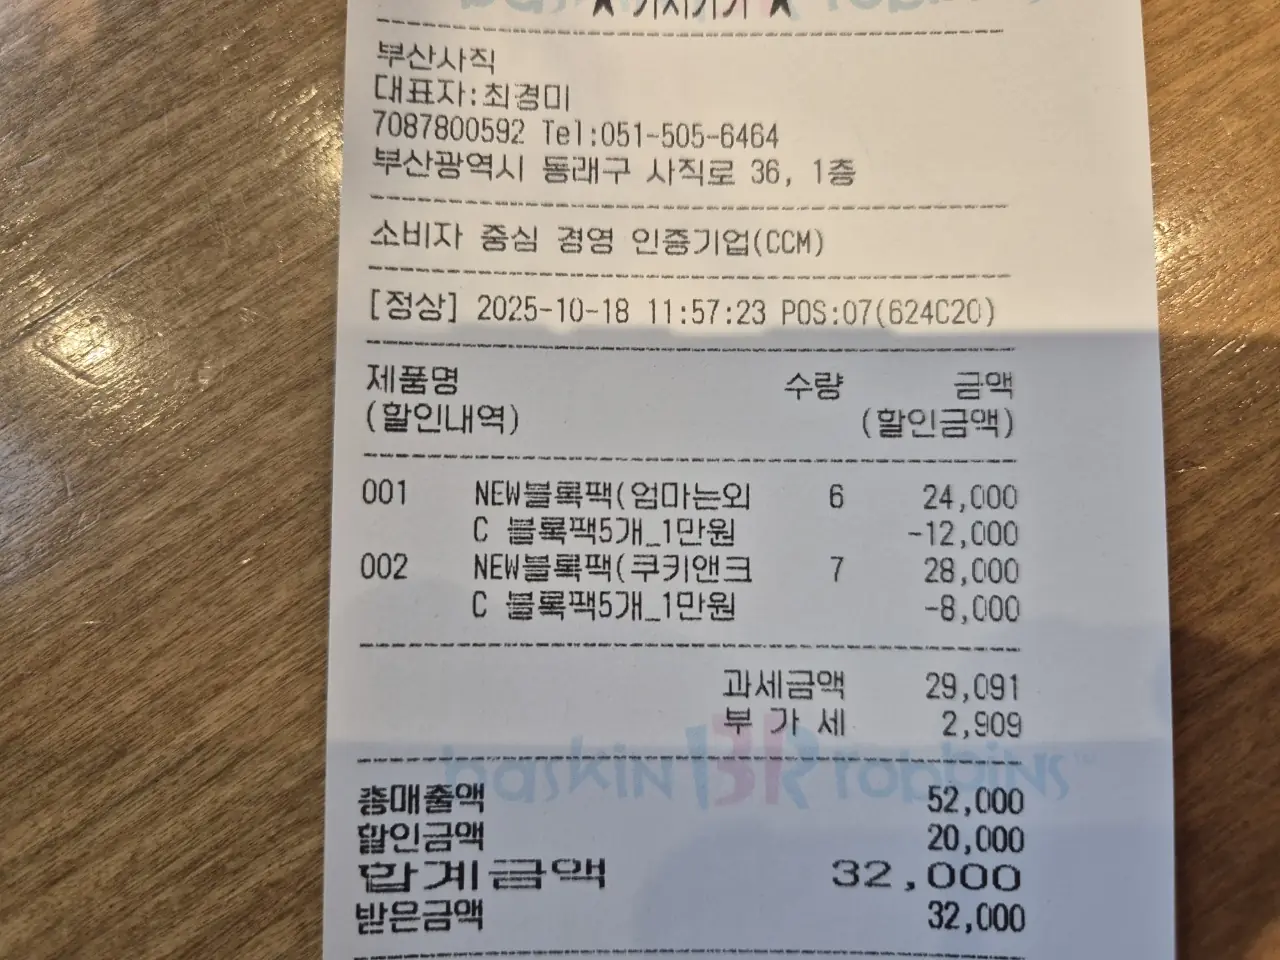 부산사직
대표자:최경미
7087800592 Tel:051-505-6464
부산광역시 동래구 사직로 36, 1층
소비자 중심 경영 인증기업(CCM)
[정상] 2025-10-18 11:57:23 POS:07(624C20)
제품명 수량 금액
(할인내역) (할인금액)
001 NEW블록팩(엄마는외 6 24,000
C 블록팩5개_1만원 -12,000
002 NEW블록팩(쿠키앤크 7 28,000
C 블록팩5개_1만원 -8,000
과세금액 29,091
부 가 세 2,909
baskin BR robbins
총매출액 52,000
할인금액 20,000
합계금액 32,000
받은금액 32,000